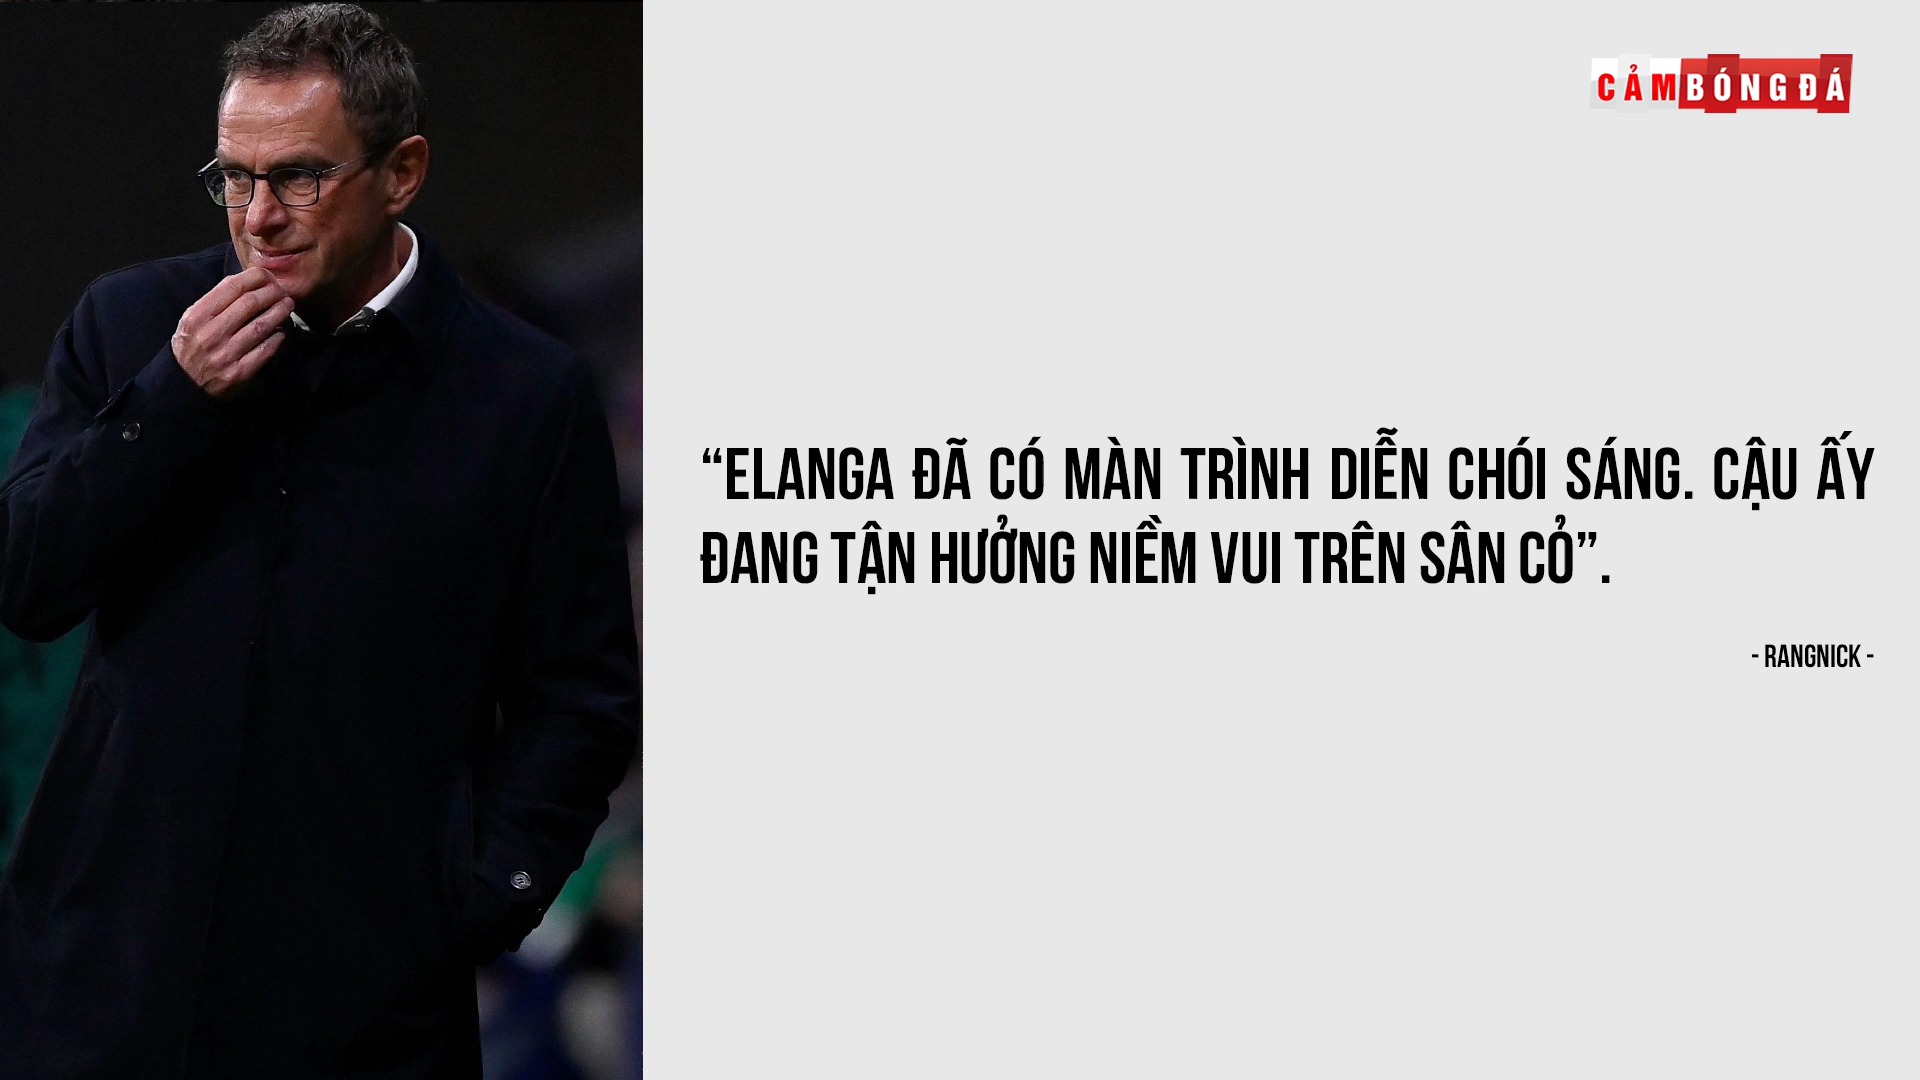 CẢMBÓNGĐÁ
“ELANGA ĐÃ CÓ MÀN TRÌNH DIỄN CHÓI SÁNG. CẬU ẤY
ĐANG TẬN HƯỞNG NIỀM VUI TRÊN SÂN CỎ”.
- RANGNICK -